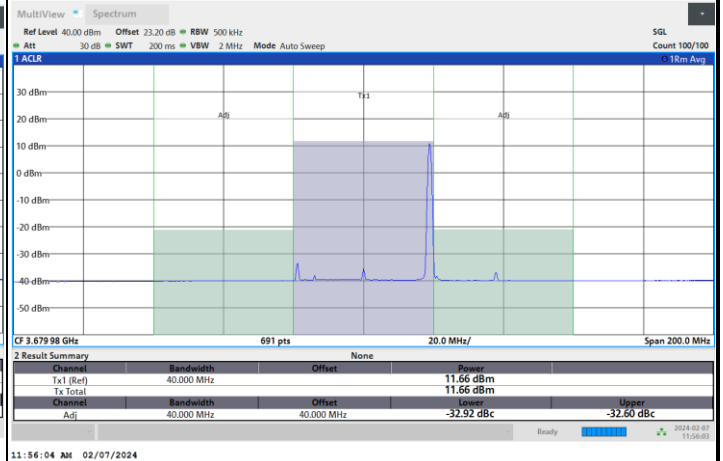 MultiView Spectrum
Ref Level 40.00 dBm Offset 23.20 dB RBW 500 kHz SGL
Att 30 dB SWT 200 ms VBW 2 MHz Mode Auto Sweep Count 100/100
1 ACLR 1Rm Avg
30 dBm
Tx1
20 dBm
Adj Adj
10 dBm
0 dBm
-10 dBm
-20 dBm
-30 dBm
-40 dBm
-50 dBm
CF 3.679 98 GHz 691 pts 20.0 MHz/ Span 200.0 MHz
2 Result Summary None
Channel Bandwidth Offset Power
Tx1 (Ref) 40.000 MHz 11.66 dBm
Tx Total 11.66 dBm
Channel Bandwidth Offset Lower Upper
Adj 40.000 MHz 40.000 MHz -32.92 dBc -32.60 dBc
Ready 2024-02-07
11:56:03
11:56:04 AM 02/07/2024